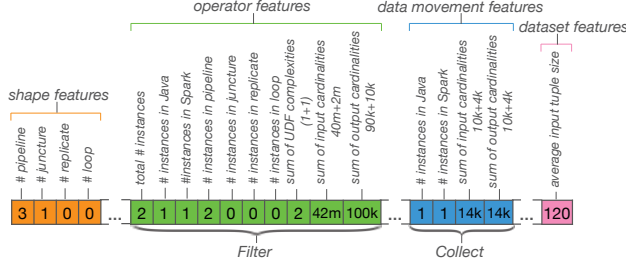 operator features
data movement features
dataset features
shape features
# pipeline
# juncture
# replicate
# loop
total # instances
# instances in Java
#instances in Spark
#instances in pipeline
# instances in juncture
# instances in replicate
# instances in loop
sum of UDF complexities
(1+1)
sum of input cardinalities
40m+2m
sum of output cardinalities
90k+10k
# instances in Java
# instances in Spark
sum of input cardinalities
10k+4k
sum of output cardinalities
10k+4k
average input tuple size
3 1 0 0 ... 2 1 1 2 0 0 0 2 42m 100k ... 1 1 14k 14k ... 120
Filter
Collect